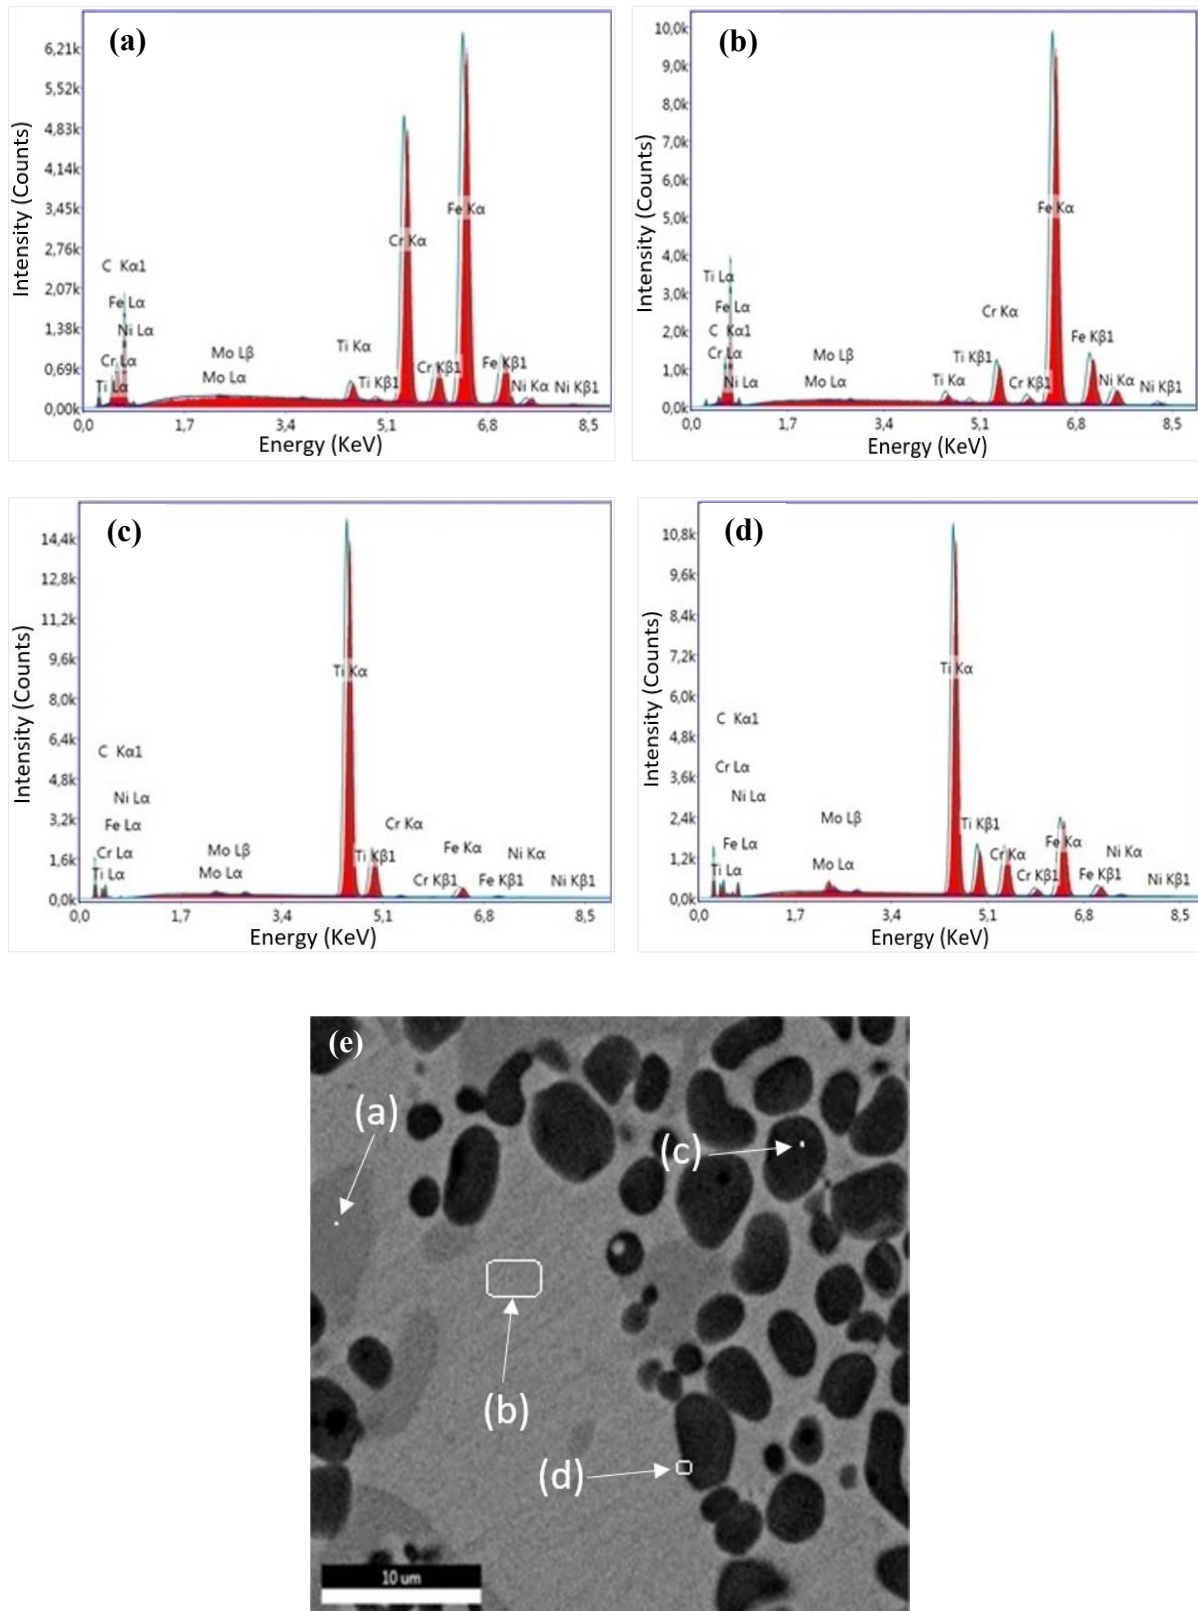 (a)
Intensity (Counts)
6,21k
5,52k
4,83k
4,14k
3,45k
2,76k
2,07k
1,38k
0,69k
0,00k
C Kα1
Fe Lα
Ni Lα
Cr Lα
Ti Lα
Mo Lβ
Mo Lα
Ti Kα
Ti Kβ1
Cr Kα
Cr Kβ1
Fe Kα
Fe Kβ1
Ni Kα
Ni Kβ1
0,0 1,7 3,4 5,1 6,8 8,5
Energy (KeV)
(b)
Intensity (Counts)
10,0k
9,0k
8,0k
7,0k
6,0k
5,0k
4,0k
3,0k
2,0k
1,0k
0,0k
Ti Lα
Fe Lα
C Kα1
Cr Lα
Ni Lα
Mo Lβ
Mo Lα
Ti Kα
Ti Kβ1
Cr Kα
Cr Kβ1
Fe Kα
Fe Kβ1
Ni Kα
Ni Kβ1
0,0 1,7 3,4 5,1 6,8 8,5
Energy (KeV)
(c)
Intensity (Counts)
14,4k
12,8k
11,2k
9,6k
8,0k
6,4k
4,8k
3,2k
1,6k
0,0k
C Kα1
Ni Lα
Fe Lα
Cr Lα
Ti Lα
Mo Lβ
Mo Lα
Ti Kα
Ti Kβ1
Cr Kα
Cr Kβ1
Fe Kα
Fe Kβ1
Ni Kα
Ni Kβ1
0,0 1,7 3,4 5,1 6,8 8,5
Energy (KeV)
(d)
Intensity (Counts)
10,8k
9,6k
8,4k
7,2k
6,0k
4,8k
3,6k
2,4k
1,2k
0,0k
C Kα1
Cr Lα
Ni Lα
Fe Lα
Ti Lα
Mo Lβ
Mo Lα
Ti Kα
Ti Kβ1
Cr Kα
Cr Kβ1
Fe Kα
Fe Kβ1
Ni Kα
Ni Kβ1
0,0 1,7 3,4 5,1 6,8 8,5
Energy (KeV)
(e)
(a)
(c)
(b)
(d)
10 um